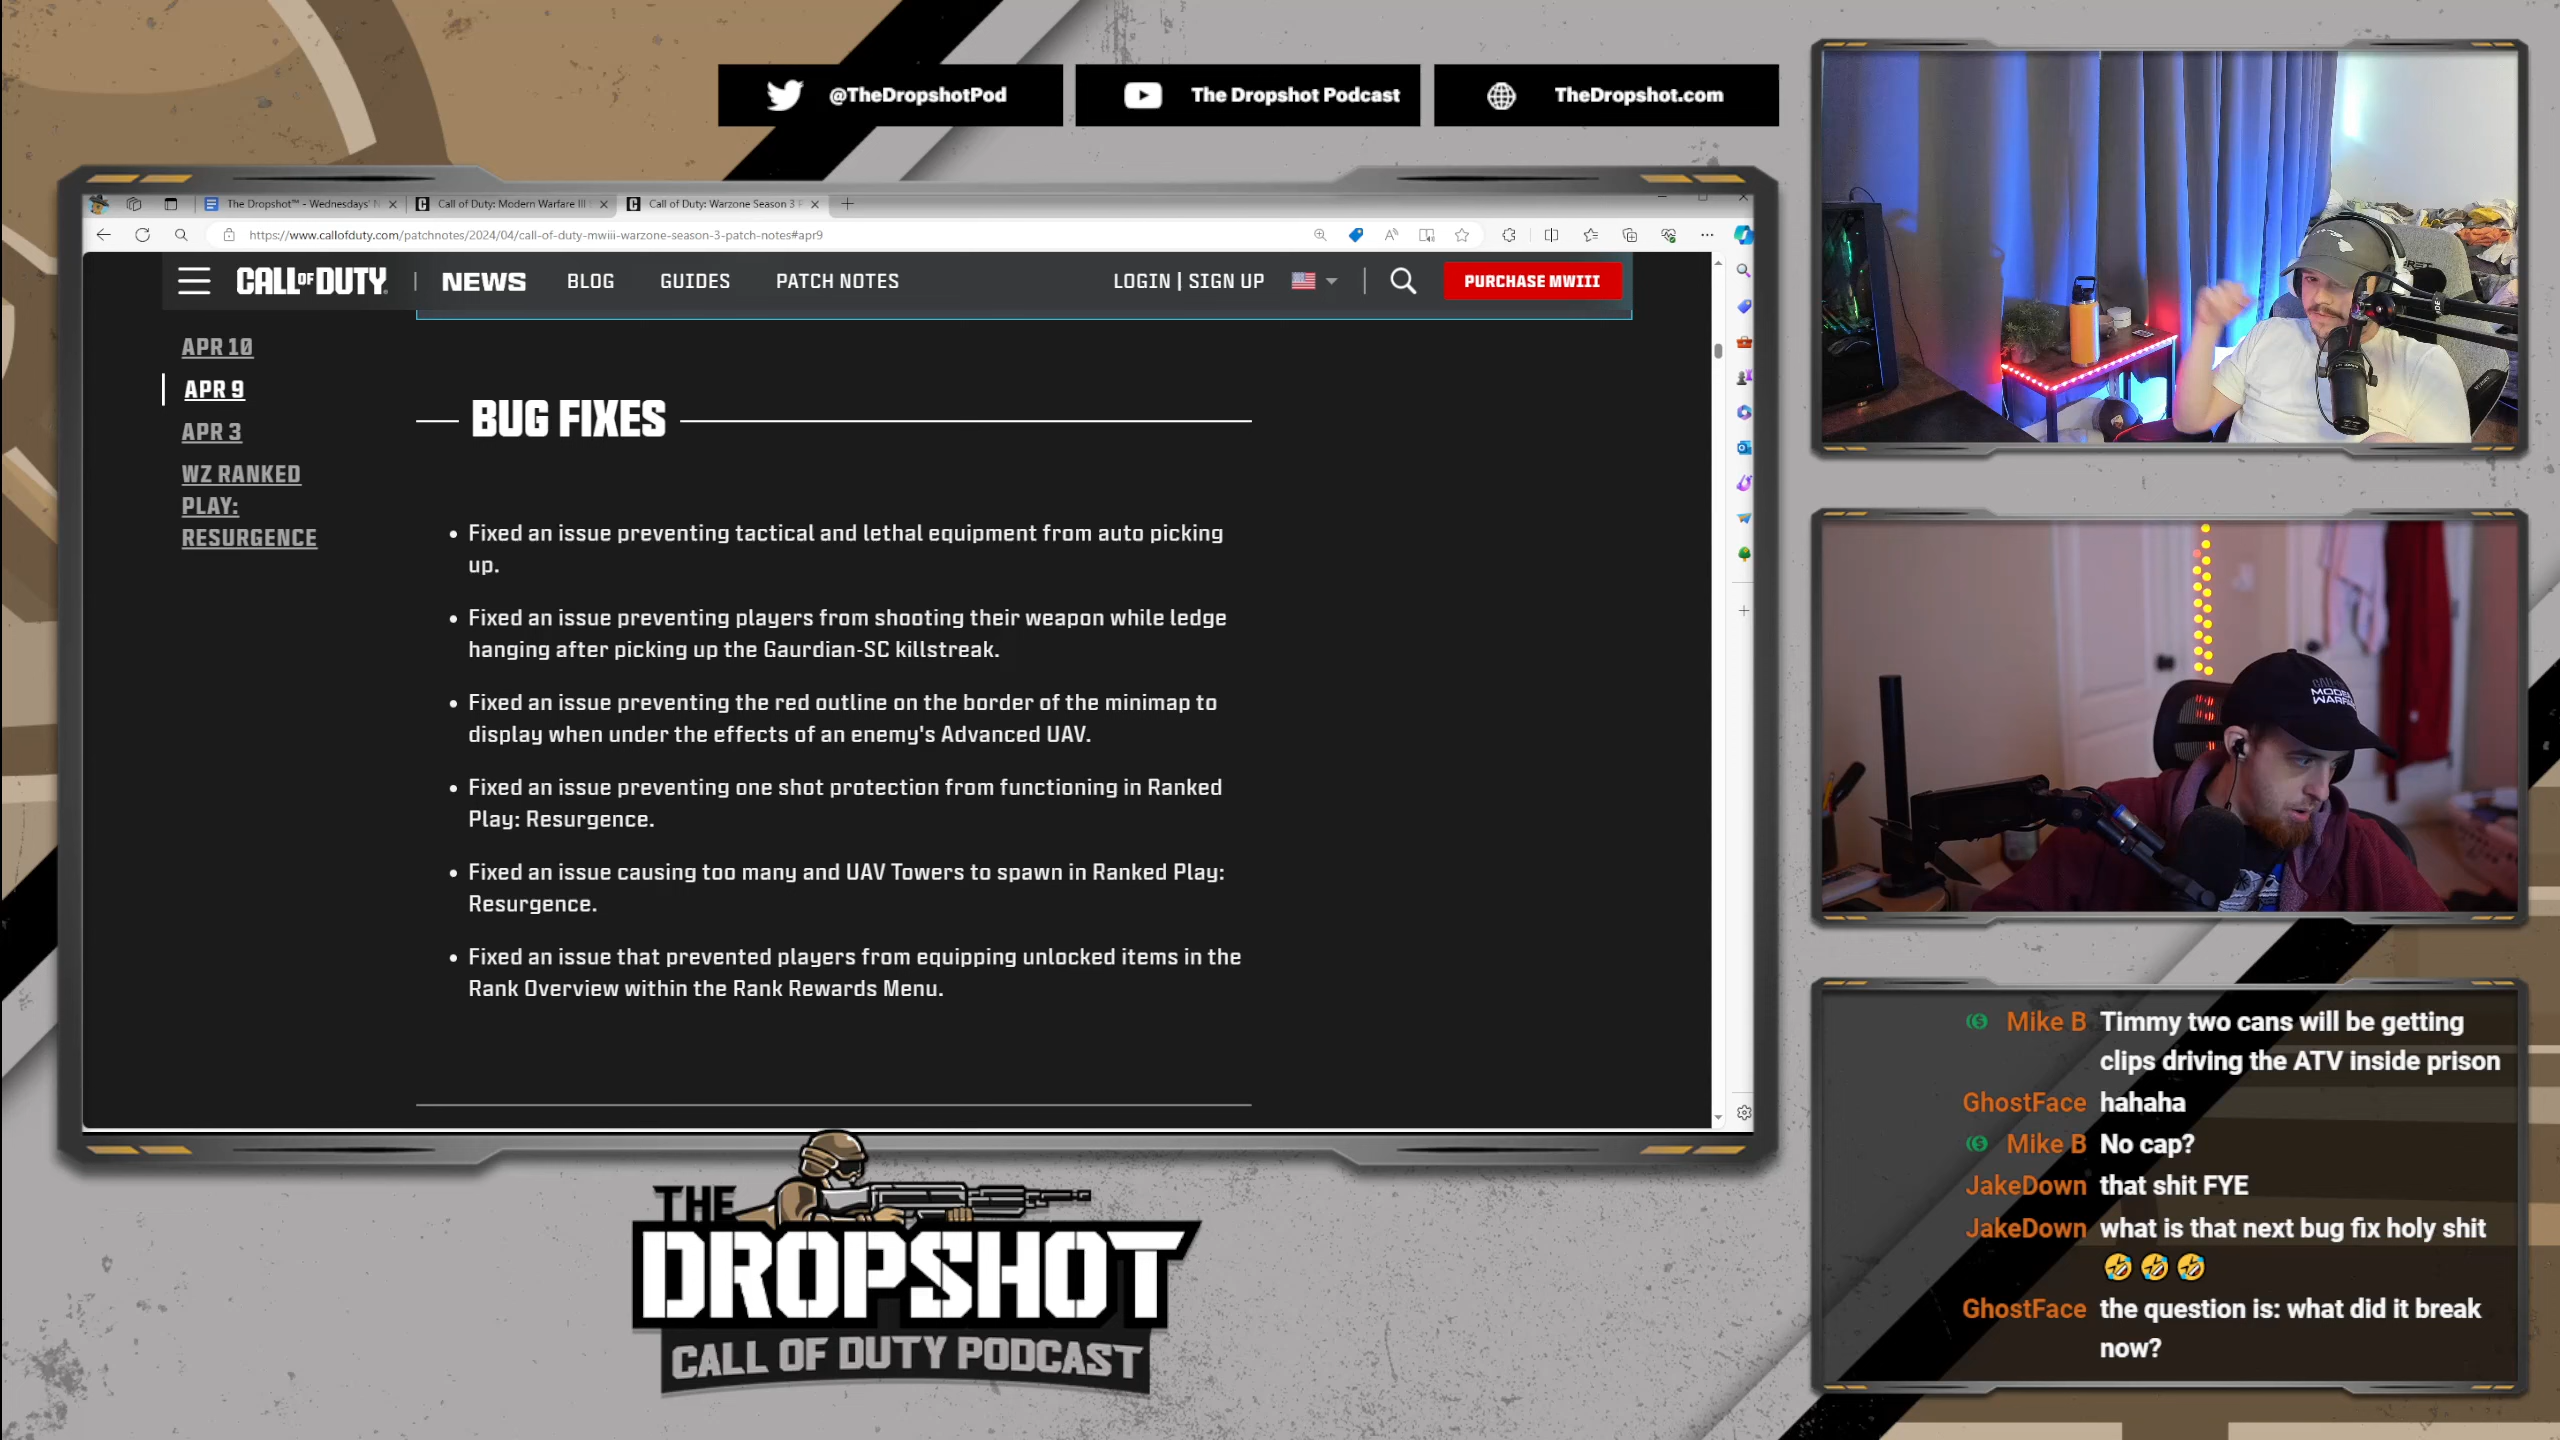 @TheDropshotPod
The Dropshot Podcast
TheDropshot.com
The Dropshot™ - Wednesdays' N
Call of Duty: Modern Warfare III
Call of Duty: Warzone Season 3 P
https://www.callofduty.com/patchnotes/2024/04/call-of-duty-mwiii-warzone-season-3-patch-notes#apr9
CALL OF DUTY
NEWS
BLOG
GUIDES
PATCH NOTES
LOGIN | SIGN UP
PURCHASE MWIII
APR 10
APR 9
APR 3
WZ RANKED
PLAY:
RESURGENCE
BUG FIXES
• Fixed an issue preventing tactical and lethal equipment from auto picking
up.
• Fixed an issue preventing players from shooting their weapon while ledge
hanging after picking up the Gaurdian-SC killstreak.
• Fixed an issue preventing the red outline on the border of the minimap to
display when under the effects of an enemy's Advanced UAV.
• Fixed an issue preventing one shot protection from functioning in Ranked
Play: Resurgence.
• Fixed an issue causing too many and UAV Towers to spawn in Ranked Play:
Resurgence.
• Fixed an issue that prevented players from equipping unlocked items in the
Rank Overview within the Rank Rewards Menu.
THE
DROPSHOT
CALL OF DUTY PODCAST
Mike B Timmy two cans will be getting
clips driving the ATV inside prison
GhostFace hahaha
Mike B No cap?
JakeDown that shit FYE
JakeDown what is that next bug fix holy shit
🤣🤣🤣
GhostFace the question is: what did it break
now?